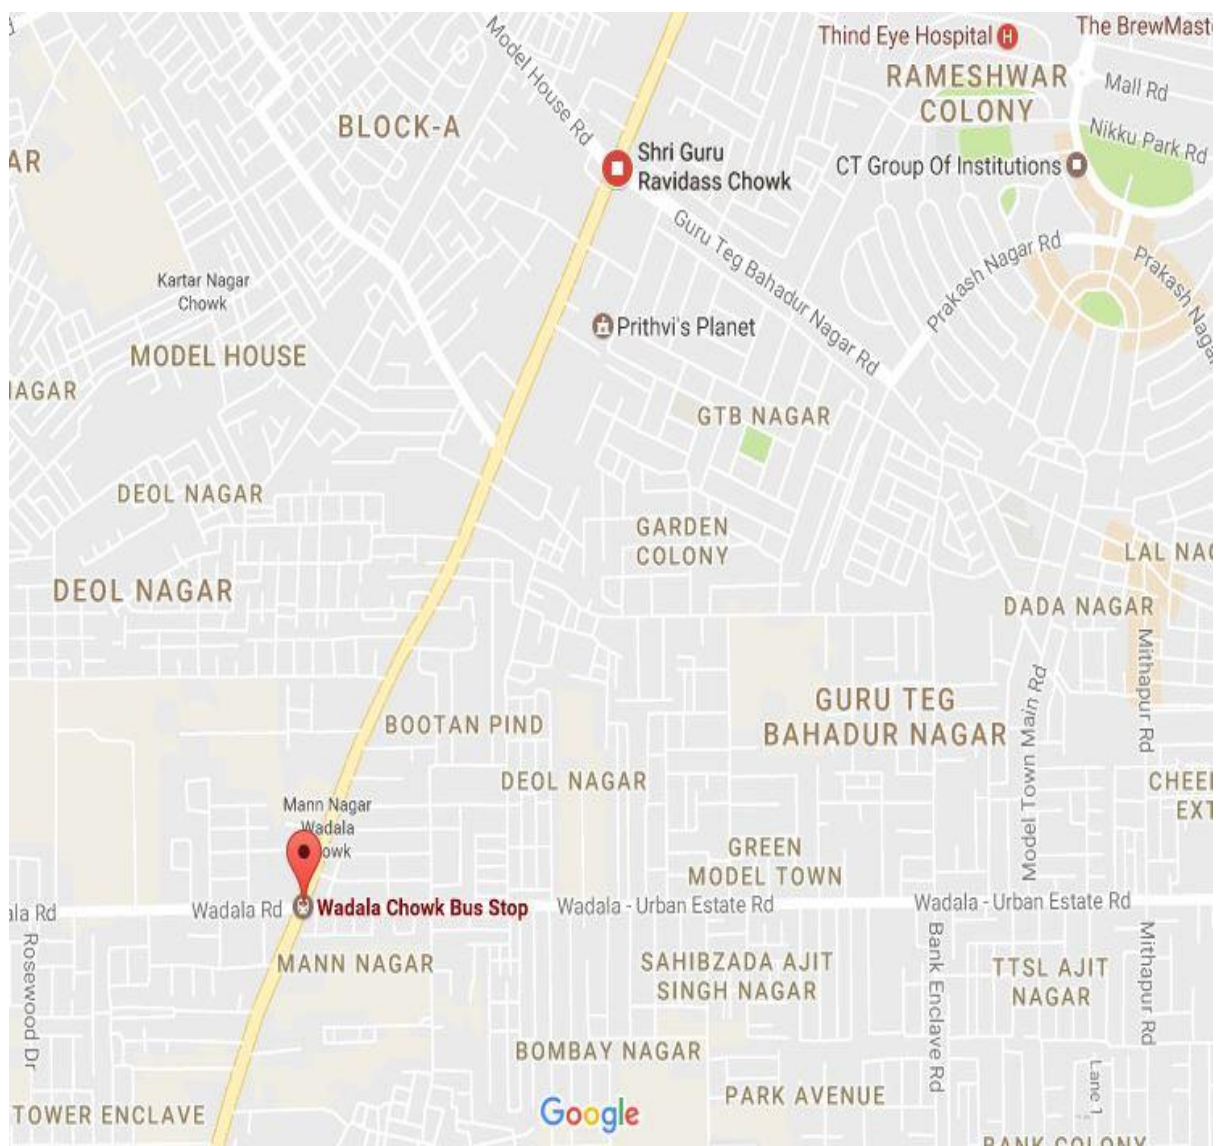 Model House Rd
Thind Eye Hospital
H
The BrewMast
RAMESHWAR
COLONY
Mall Rd
BLOCK-A
Nikku Park Rd
AR
Shri Guru
Ravidass Chowk
CT Group Of Institutions
Guru Teg Bahadur Nagar Rd
Prakash Nagar Rd
Prakash Nagar
Kartar Nagar
Chowk
Prithvi's Planet
MODEL HOUSE
IAGAR
GTB NAGAR
DEOL NAGAR
GARDEN
COLONY
LAL NAG
DEOL NAGAR
DADA NAGAR
Mithapur Rd
Model Town Main Rd
GURU TEG
BAHADUR NAGAR
BOOTAN PIND
DEOL NAGAR
CHEE
EXT
Mann Nagar
Wadala
owk
GREEN
MODEL TOWN
ala Rd
Wadala Rd
Wadala Chowk Bus Stop
Wadala - Urban Estate Rd
Wadala - Urban Estate Rd
Rosewood Dr
MANN NAGAR
SAHIBZADA AJIT
SINGH NAGAR
Bank Enclave Rd
TTSL AJIT
NAGAR
Mithapur Rd
BOMBAY NAGAR
PARK AVENUE
Lane 1
TOWER ENCLAVE
Google
BANK COLONY